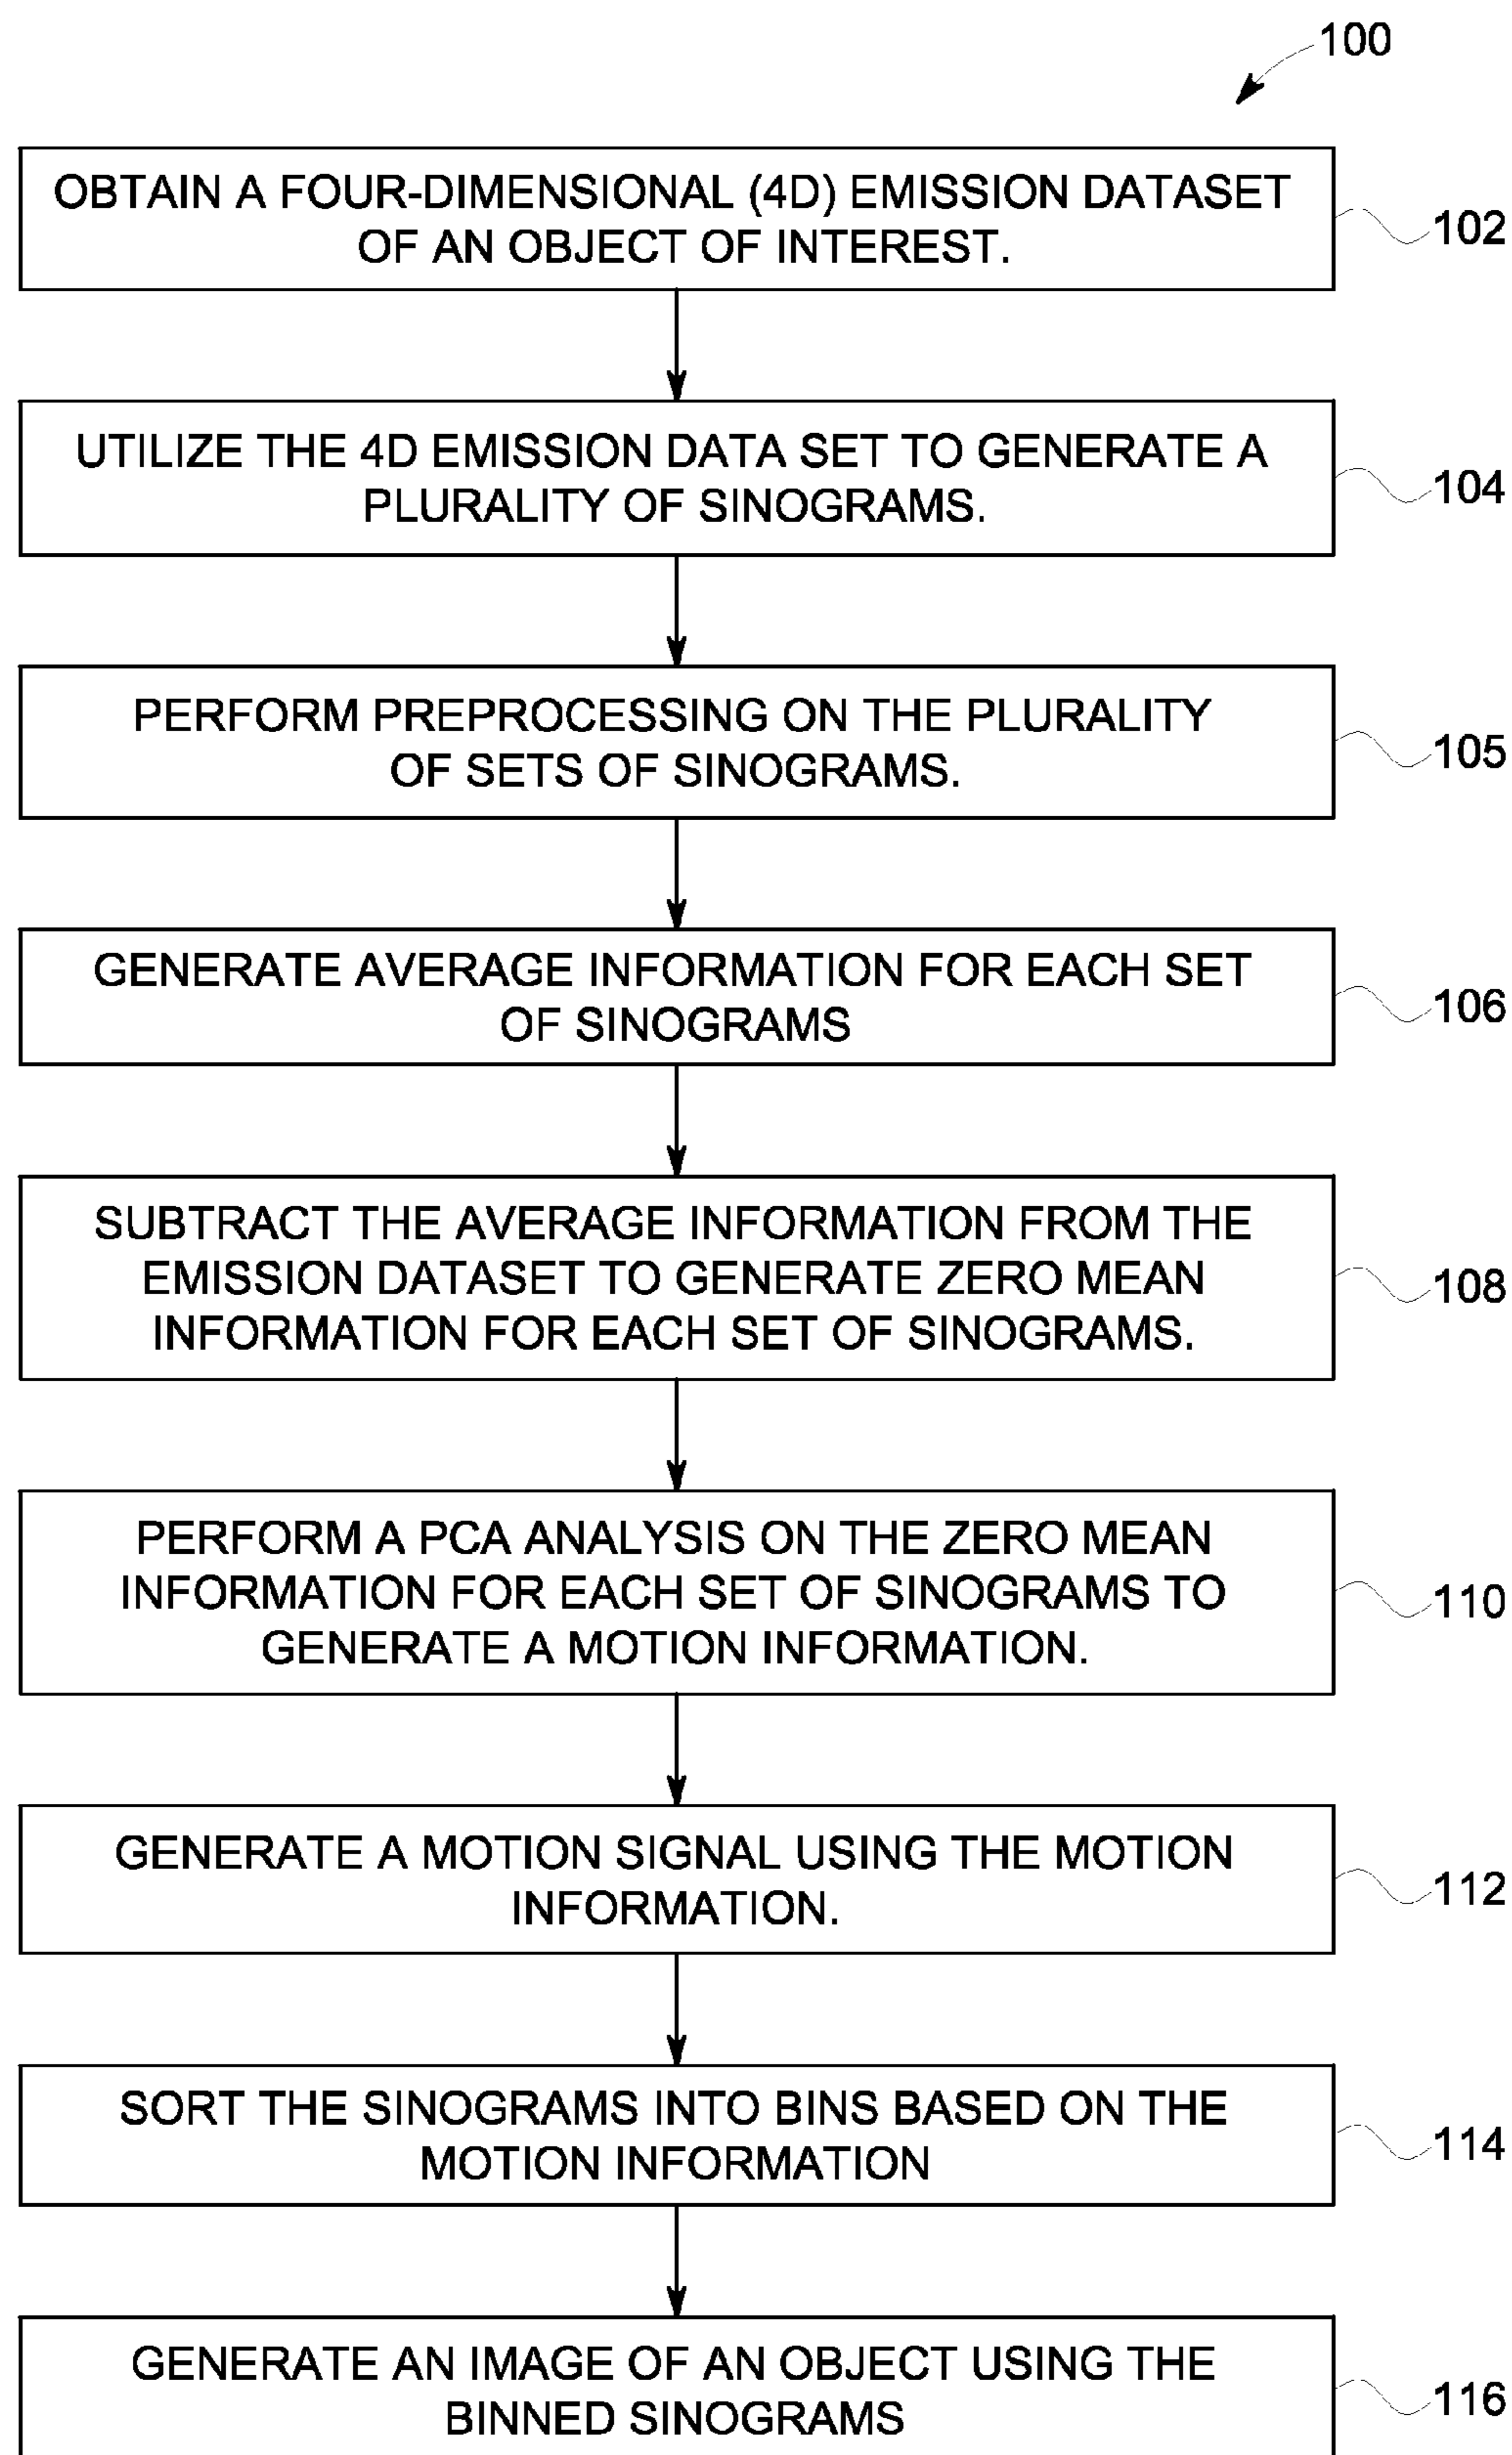 100
OBTAIN A FOUR-DIMENSIONAL (4D) EMISSION DATASET
OF AN OBJECT OF INTEREST.
102
UTILIZE THE 4D EMISSION DATA SET TO GENERATE A
PLURALITY OF SINOGRAMS.
104
PERFORM PREPROCESSING ON THE PLURALITY
OF SETS OF SINOGRAMS.
105
GENERATE AVERAGE INFORMATION FOR EACH SET
OF SINOGRAMS
106
SUBTRACT THE AVERAGE INFORMATION FROM THE
EMISSION DATASET TO GENERATE ZERO MEAN
INFORMATION FOR EACH SET OF SINOGRAMS.
108
PERFORM A PCA ANALYSIS ON THE ZERO MEAN
INFORMATION FOR EACH SET OF SINOGRAMS TO
GENERATE A MOTION INFORMATION.
110
GENERATE A MOTION SIGNAL USING THE MOTION
INFORMATION.
112
SORT THE SINOGRAMS INTO BINS BASED ON THE
MOTION INFORMATION
114
GENERATE AN IMAGE OF AN OBJECT USING THE
BINNED SINOGRAMS
116